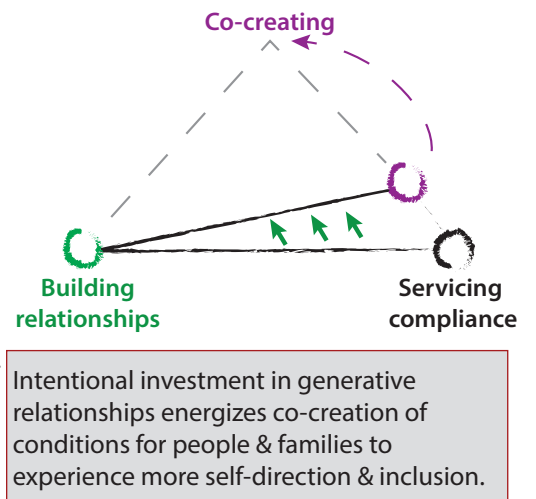 Co-creating
Building
relationships
Servicing
compliance
Intentional investment in generative
relationships energizes co-creation of
conditions for people & families to
experience more self-direction & inclusion.